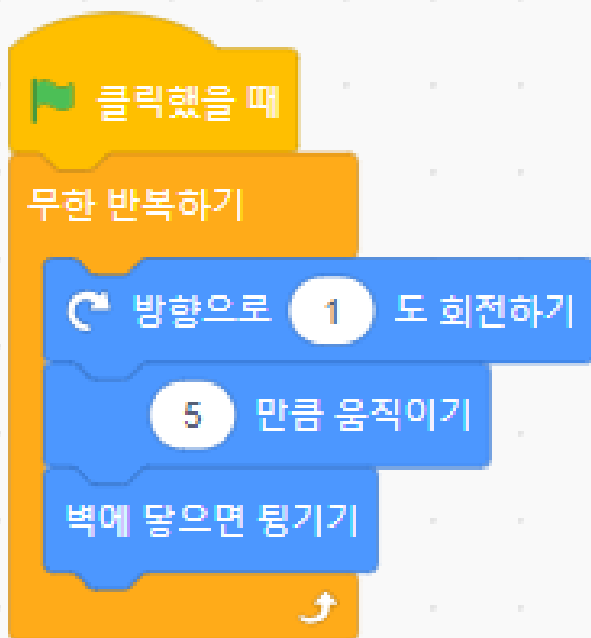 클릭했을 때
무한 반복하기
방향으로 1 도 회전하기
5 만큼 움직이기
벽에 닿으면 튕기기